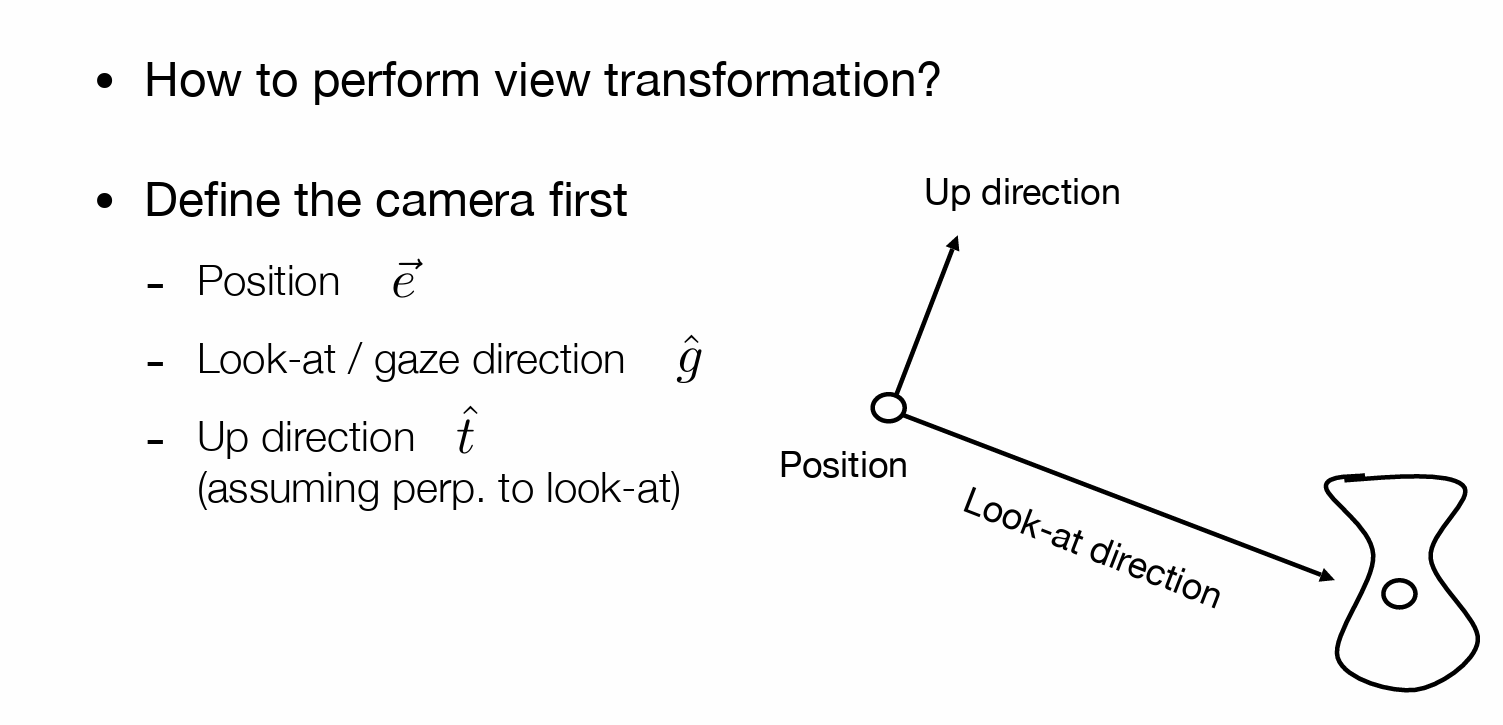 • How to perform view transformation?
• Define the camera first
- Position $\vec{e}$
- Look-at / gaze direction $\hat{g}$
- Up direction $\hat{t}$
(assuming perp. to look-at)
Up direction
Position
Look-at direction